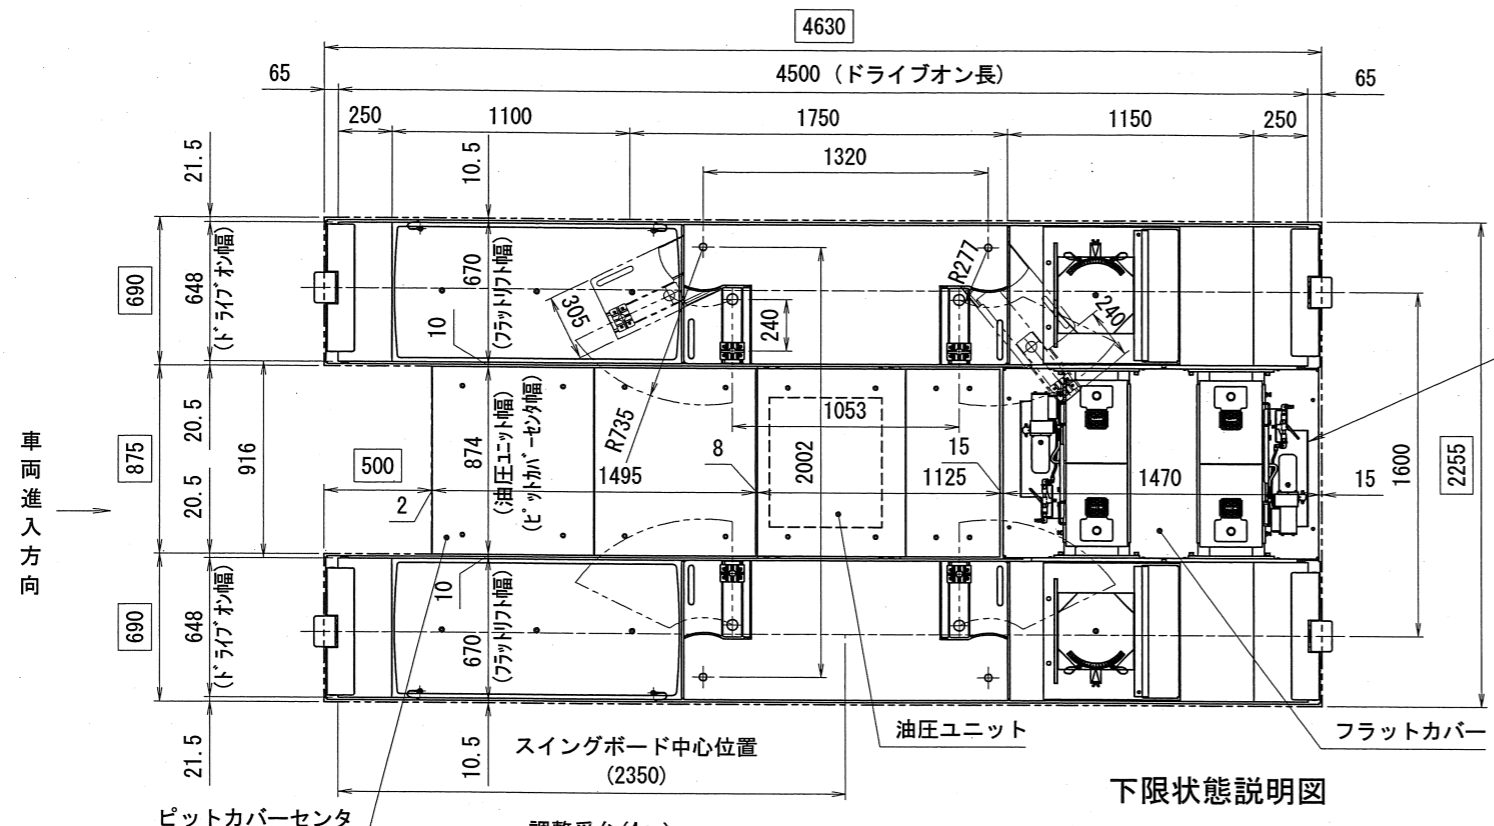 4630
65
4500 (ドライブオン長)
65
250
1100
1750
1150
250
21.5
10.5
1320
690
648
(ドライブオン幅)
670
(フラットリフト幅)
10
305
R277
240
240
車両進入方向
875
20.5
20.5
916
500
2
874
(油圧ユニット幅)
(ピットカバーセンタ幅)
1495
R735
8
1053
2002
1125
15
1470
15
1600
2255
690
648
(ドライブオン幅)
10
670
(フラットリフト幅)
21.5
10.5
スイングボード中心位置
(2350)
油圧ユニット
フラットカバー
下限状態説明図
ピットカバーセンタ